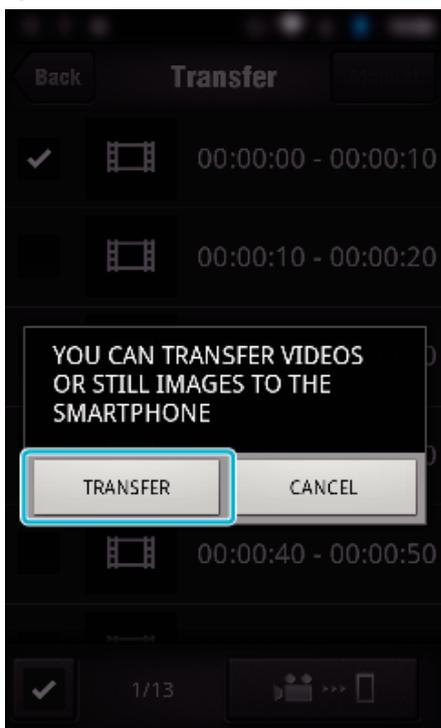 Back Transfer Manual
00:00:00 - 00:00:10
00:00:10 - 00:00:20
YOU CAN TRANSFER VIDEOS
OR STILL IMAGES TO THE
SMARTPHONE
TRANSFER CANCEL
00:00:40 - 00:00:50
1/13